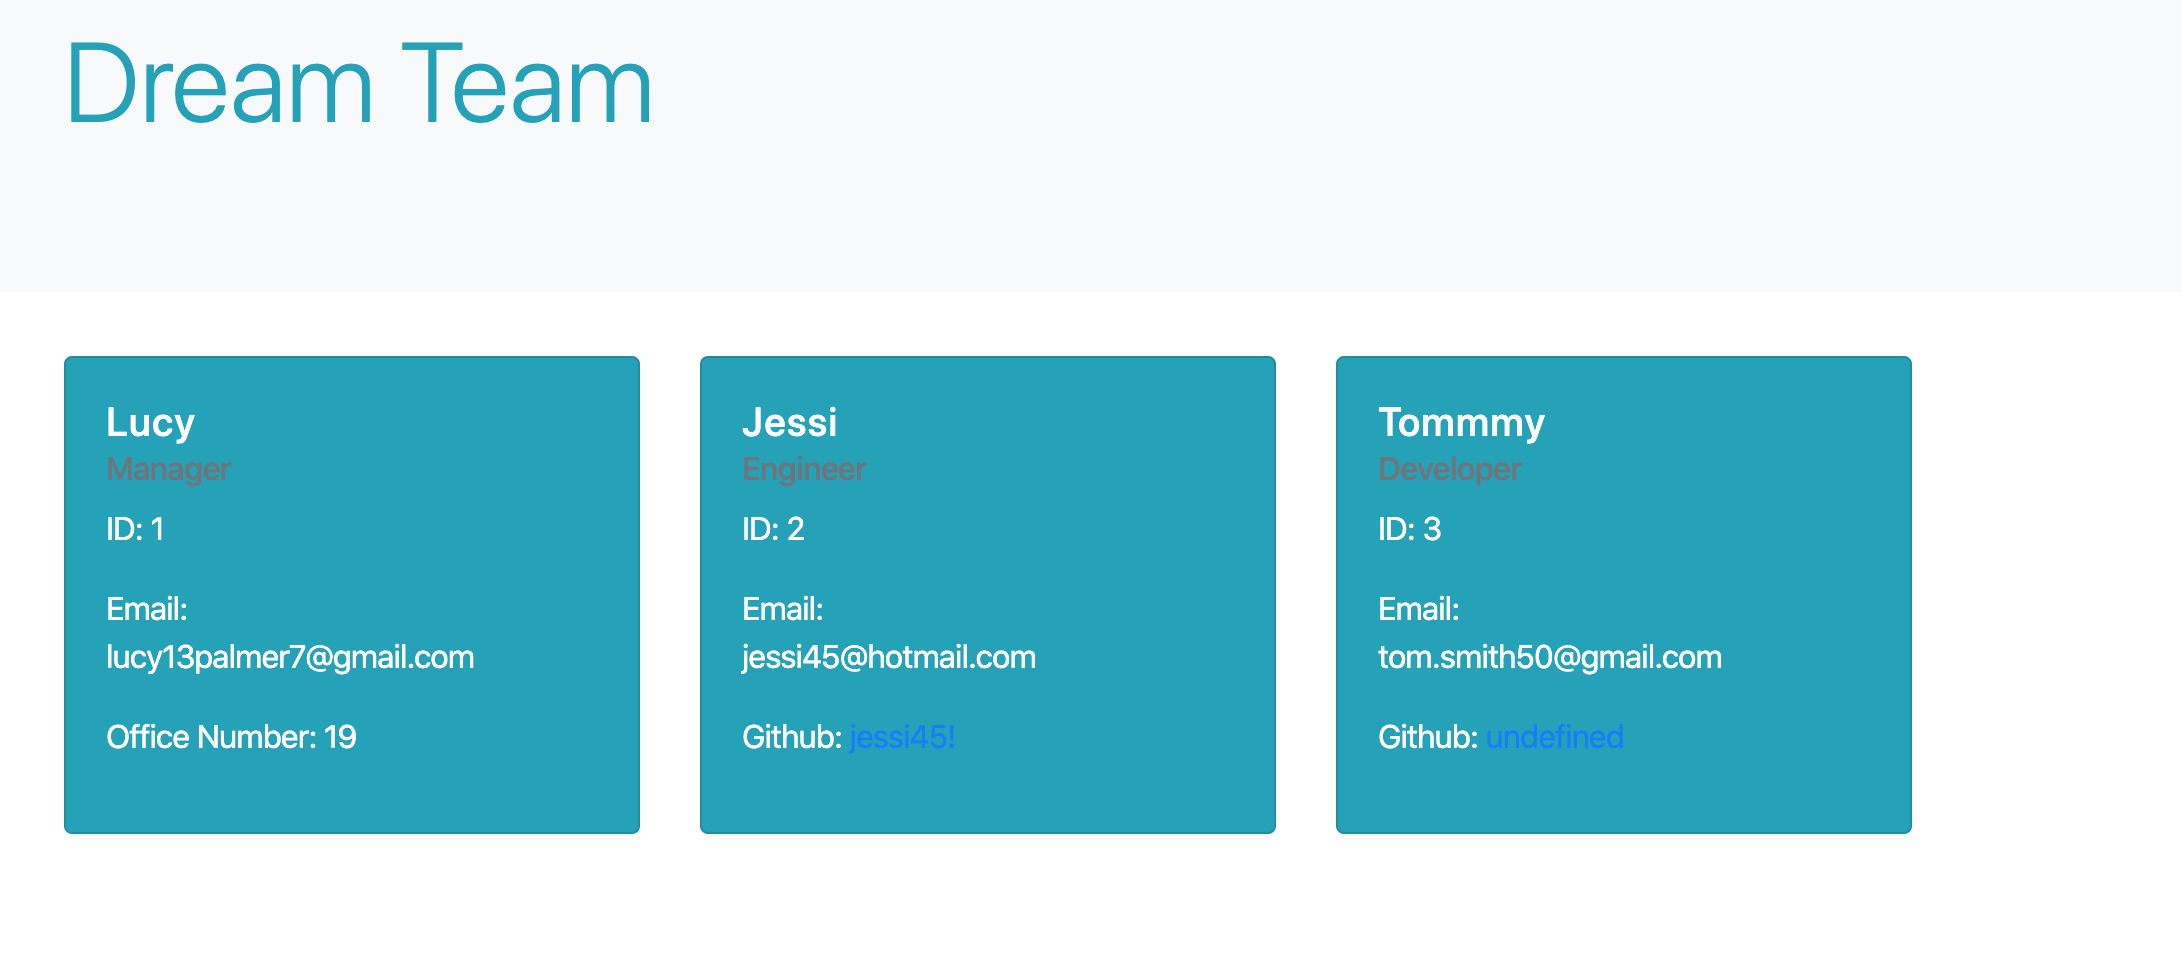 Dream Team
Lucy
Manager
ID: 1
Email:
lucy13palmer7@gmail.com
Office Number: 19
Jessi
Engineer
ID: 2
Email:
jessi45@hotmail.com
Github: jessi45!
Tommmy
Developer
ID: 3
Email:
tom.smith50@gmail.com
Github: undefined